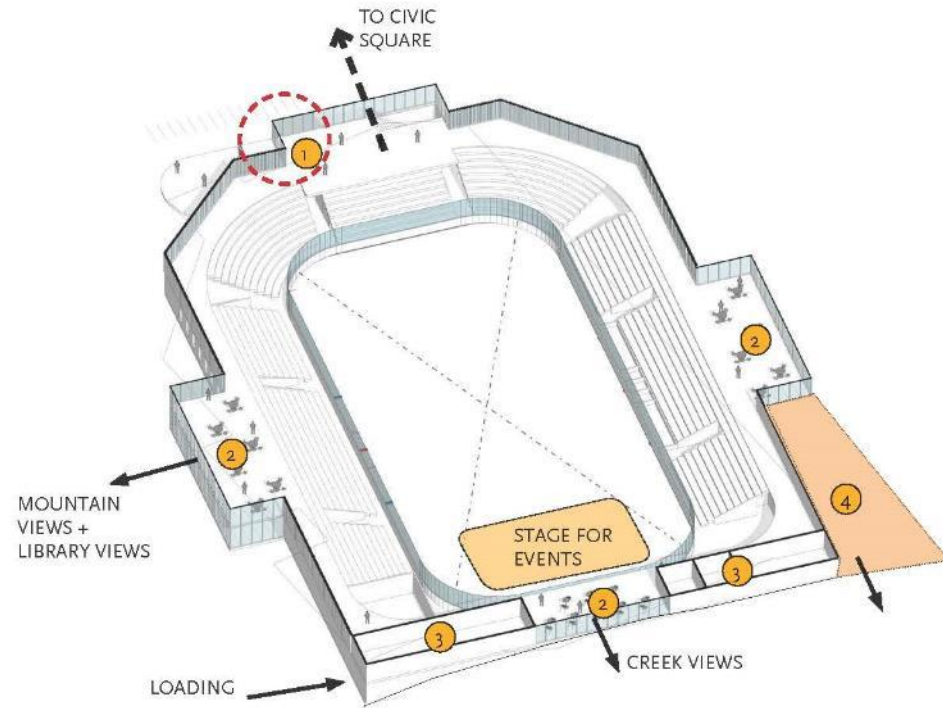 TO CIVIC
SQUARE
1
2
2
MOUNTAIN
VIEWS +
LIBRARY VIEWS
4
STAGE FOR
EVENTS
3
2
3
CREEK VIEWS
LOADING